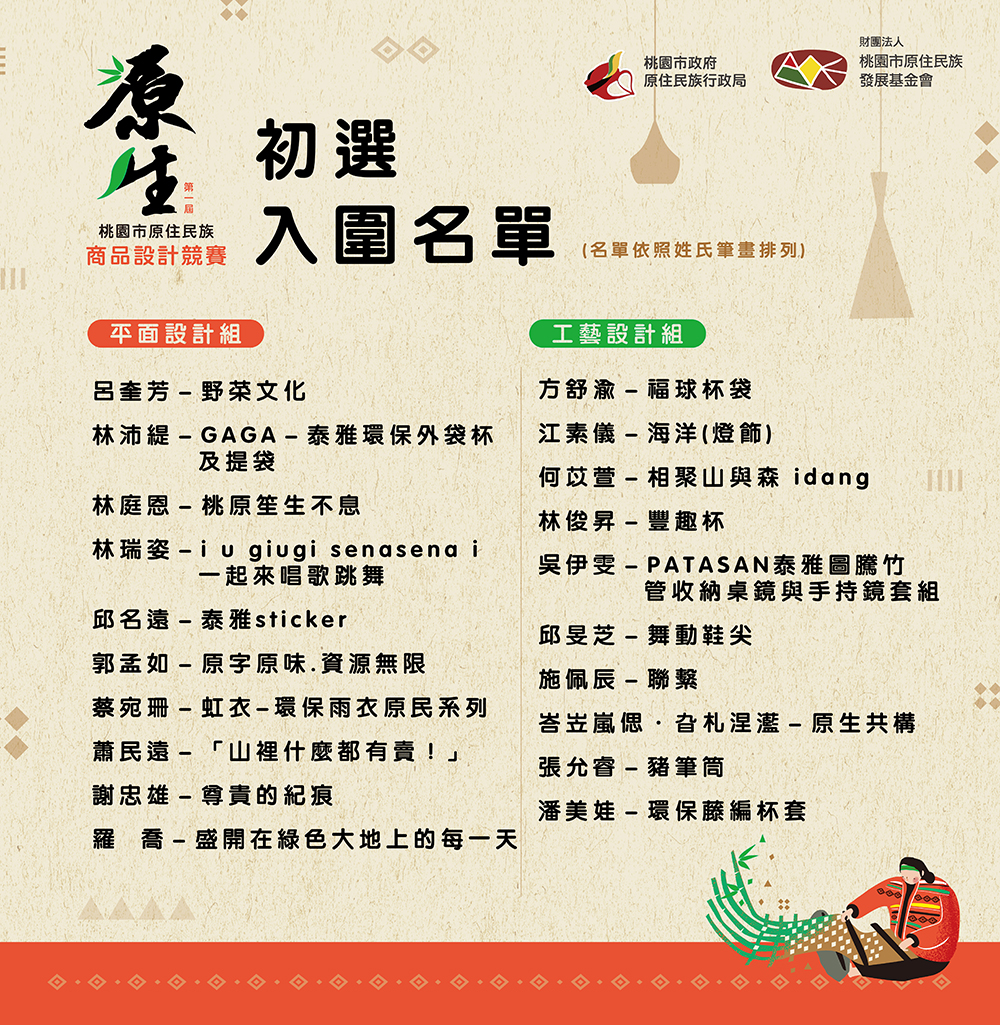 原生
第一屆
桃園市原住民族
商品設計競賽
初選
入圍名單
(名單依照姓氏筆畫排列)
桃園市政府
原住民族行政局
財團法人
桃園市原住民族
發展基金會
平面設計組
呂奎芳 – 野菜文化
林沛緹 – GAGA – 泰雅環保外袋杯
及提袋
林庭恩 – 桃原笙生不息
林瑞姿 – i u giugi senasena i
一起來唱歌跳舞
邱名遠 – 泰雅sticker
郭孟如 – 原字原味.資源無限
蔡宛珊 – 虹衣–環保雨衣原民系列
蕭民遠 – 「山裡什麼都有賣！」
謝忠雄 – 尊貴的紀痕
羅 喬 – 盛開在綠色大地上的每一天
工藝設計組
方舒渝 – 福球杯袋
江素儀 – 海洋(燈飾)
何苡萱 – 相聚山與森 idang
林俊昇 – 豐趣杯
吳伊雯 – PATASAN泰雅圖騰竹
管收納桌鏡與手持鏡套組
邱旻芝 – 舞動鞋尖
施佩辰 – 聯繫
峇岦嵐偲．旮札涅灆 – 原生共構
張允睿 – 豬筆筒
潘美娃 – 環保藤編杯套